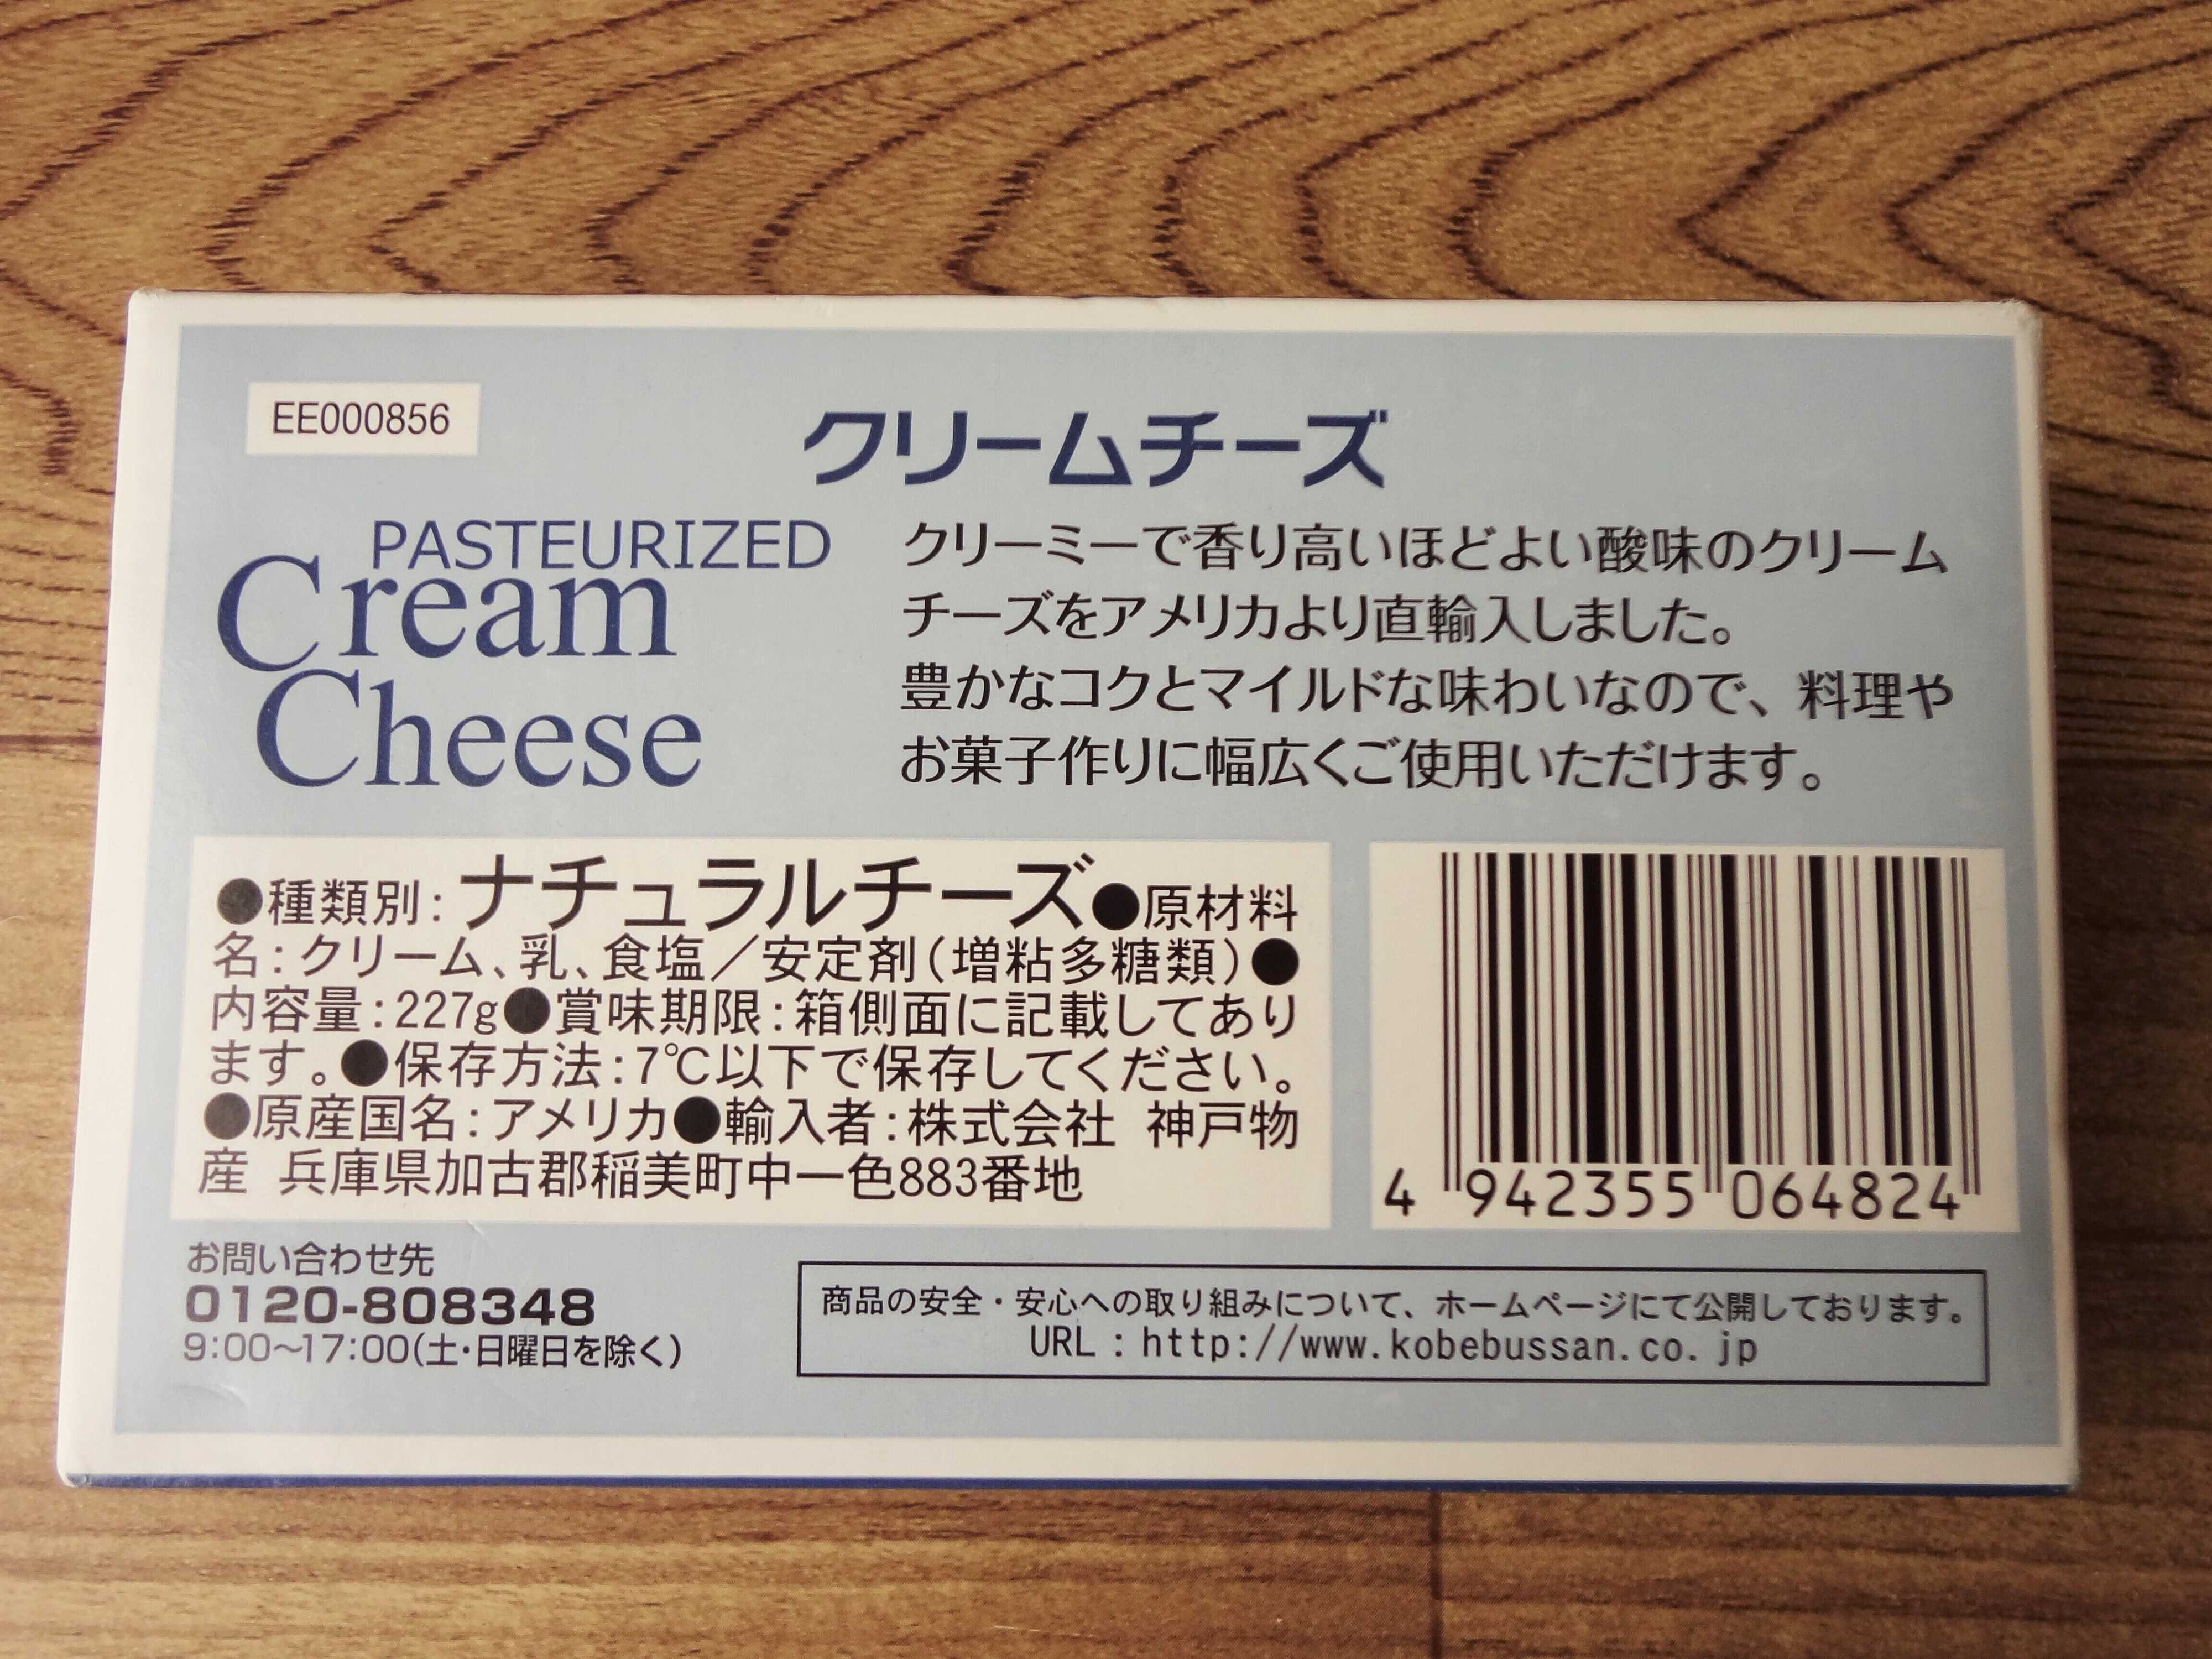 EE000856
クリームチーズ
PASTEURIZED
Cream
Cheese
クリーミーで香り高いほどよい酸味のクリーム
チーズをアメリカより直輸入しました。
豊かなコクとマイルドな味わいなので、料理や
お菓子作りに幅広くご使用いただけます。
●種類別:ナチュラルチーズ●原材料
名:クリーム、乳、食塩／安定剤(増粘多糖類)●
内容量:227g●賞味期限:箱側面に記載してあり
ます。●保存方法:7℃以下で保存してください。
●原産国名:アメリカ●輸入者:株式会社 神戸物
産 兵庫県加古郡稲美町中一色883番地
4 942355 064824
お問い合わせ先
0120-808348
9:00〜17:00(土・日曜日を除く)
商品の安全・安心への取り組みについて、ホームページにて公開しております。
URL：http://www.kobebussan.co.jp